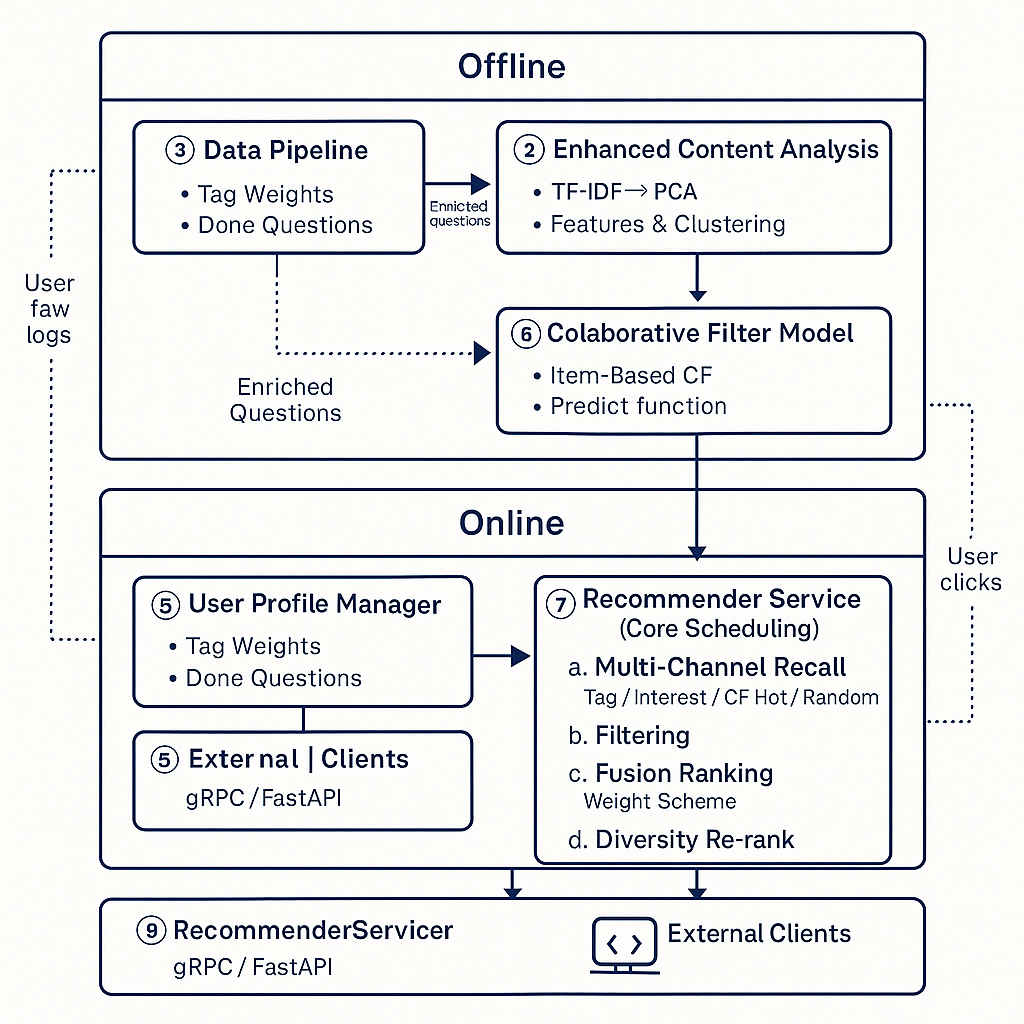 Offline
③ Data Pipeline
• Tag Weights
• Done Questions
Enricted
questions
② Enhanced Content Analysis
• TF-IDF→PCA
• Features & Clustering
User
faw
logs
⑥ Colaborative Filter Model
• Item-Based CF
• Predict function
Enriched
Questions
Online
User
clicks
⑤ User Profile Manager
• Tag Weights
• Done Questions
⑤ External | Clients
gRPC / FastAPI
⑦ Recommender Service
(Core Scheduling)
a. Multi-Channel Recall
Tag / Interest / CF Hot / Random
b. Filtering
c. Fusion Ranking
Weight Scheme
d. Diversity Re-rank
⑨ RecommenderServicer
gRPC / FastAPI
< > External Clients